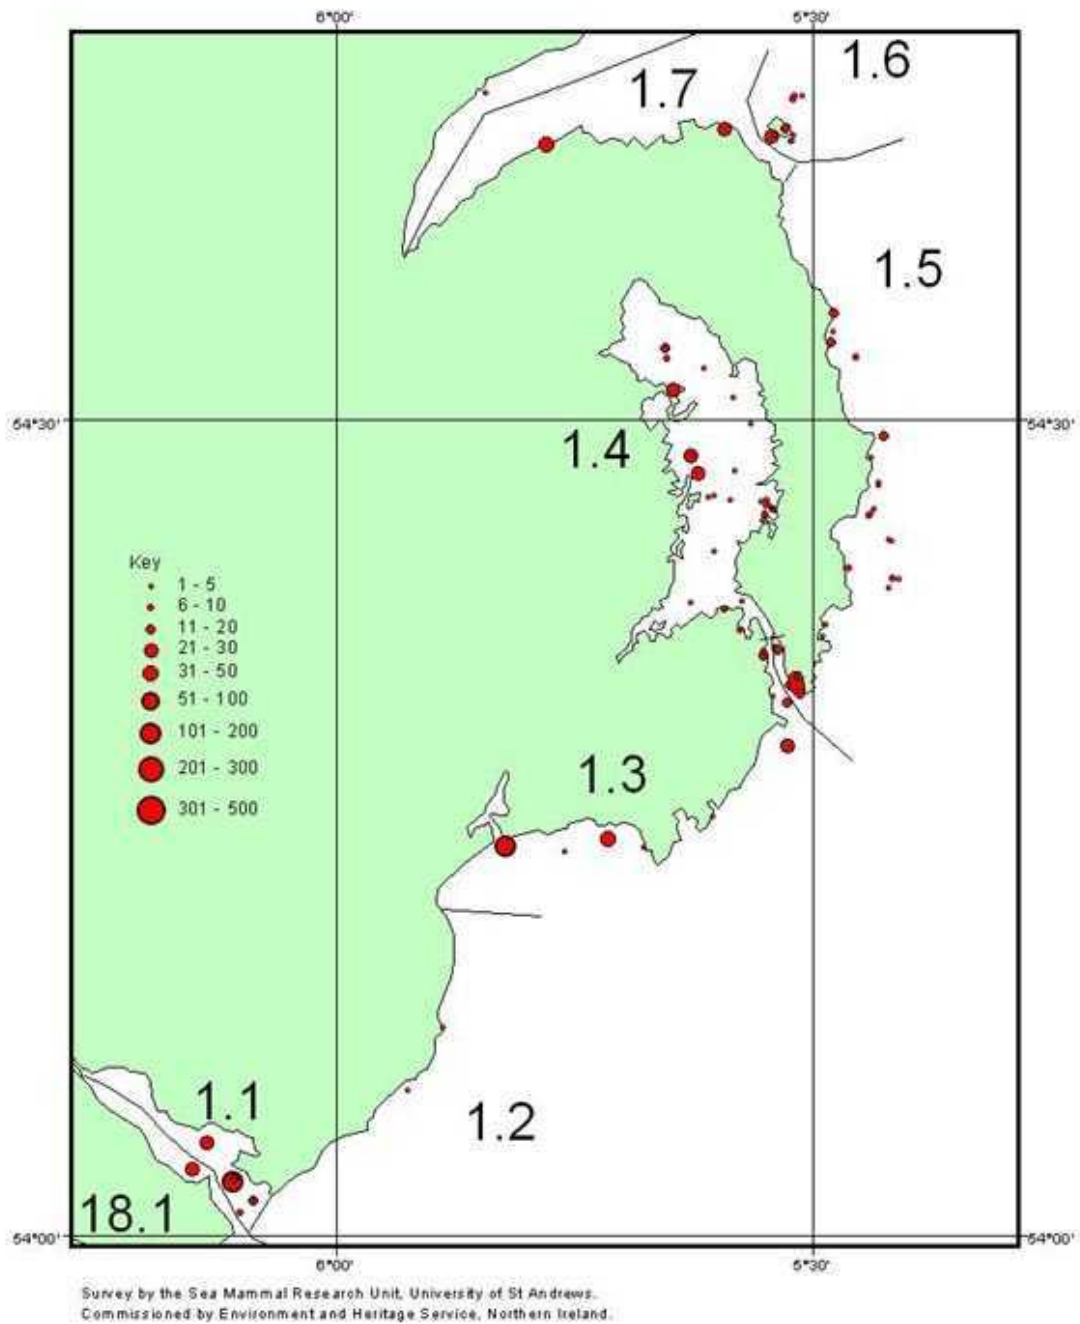 6°00' 5°30'
1.6
1.7
1.5
54°30' 54°30'
1.4
Key
1 - 5
6 - 10
11 - 20
21 - 30
31 - 50
51 - 100
101 - 200
201 - 300
301 - 500
1.3
1.1
1.2
18.1
54°00' 54°00'
6°00' 5°30'
Survey by the Sea Mammal Research Unit, University of St Andrews.
Commissioned by Environment and Heritage Service, Northern Ireland.